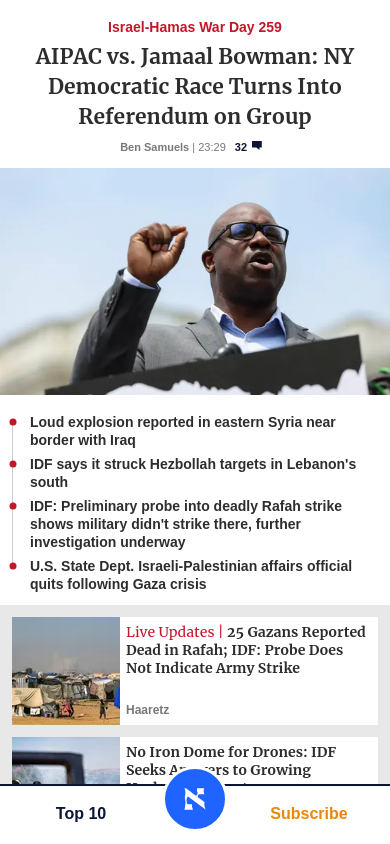 Israel-Hamas War Day 259
AIPAC vs. Jamaal Bowman: NY
Democratic Race Turns Into
Referendum on Group
Ben Samuels | 23:29 32
Loud explosion reported in eastern Syria near
border with Iraq
IDF says it struck Hezbollah targets in Lebanon's
south
IDF: Preliminary probe into deadly Rafah strike
shows military didn't strike there, further
investigation underway
U.S. State Dept. Israeli-Palestinian affairs official
quits following Gaza crisis
Live Updates | 25 Gazans Reported
Dead in Rafah; IDF: Probe Does
Not Indicate Army Strike
Haaretz
No Iron Dome for Drones: IDF
Seeks Answers to Growing
Top 10
Subscribe